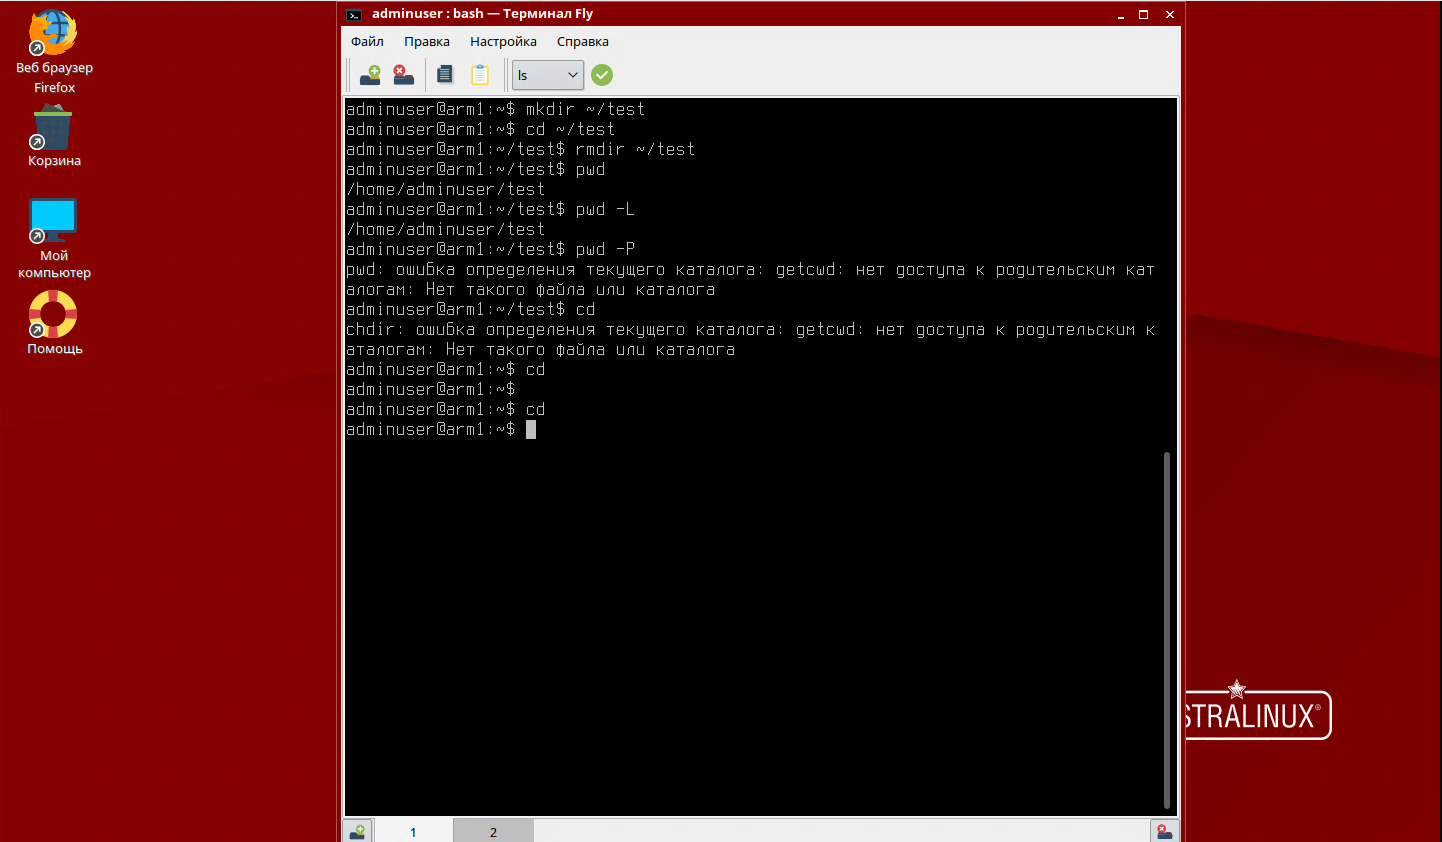 adminuser : bash — Терминал Fly
Файл Правка Настройка Справка
ls
Веб браузер
Firefox
Корзина
Мой
компьютер
Помощь
adminuser@arm1:~$ mkdir ~/test
adminuser@arm1:~$ cd ~/test
adminuser@arm1:~/test$ rmdir ~/test
adminuser@arm1:~/test$ pwd
/home/adminuser/test
adminuser@arm1:~/test$ pwd -L
/home/adminuser/test
adminuser@arm1:~/test$ pwd -P
pwd: ошибка определения текущего каталога: getcwd: нет доступа к родительским кат
алогам: Нет такого файла или каталога
adminuser@arm1:~/test$ cd
chdir: ошибка определения текущего каталога: getcwd: нет доступа к родительским к
аталогам: Нет такого файла или каталога
adminuser@arm1:~$ cd
adminuser@arm1:~$
adminuser@arm1:~$ cd
adminuser@arm1:~$
STRALINUX®
1 2